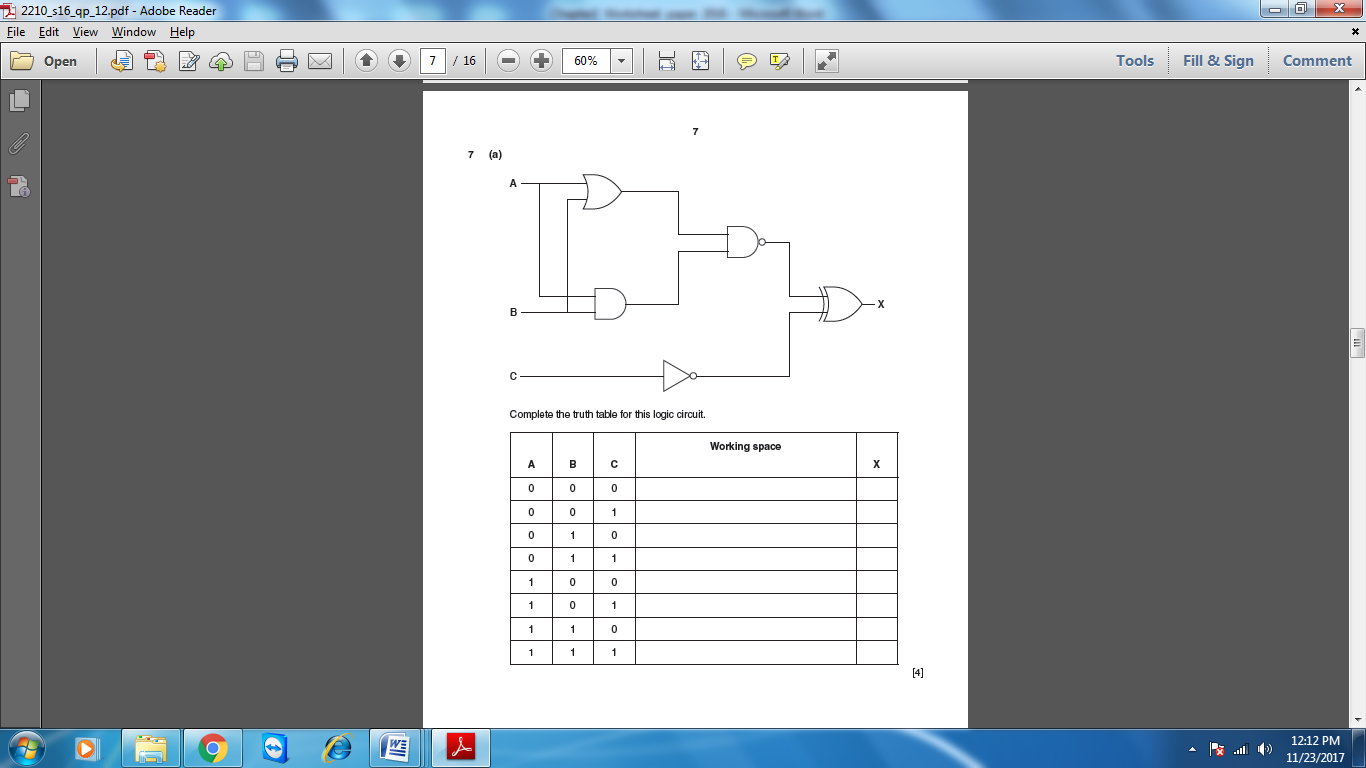 2210_s16_qp_12.pdf - Adobe Reader
File Edit View Window Help
Open 7 / 16 60% Tools Fill & Sign Comment
7
7 (a)
A
B
C
X
Complete the truth table for this logic circuit.
Working space
A B C X
0 0 0
0 0 1
0 1 0
0 1 1
1 0 0
1 0 1
1 1 0
1 1 1
[4]
12:12 PM
11/23/2017